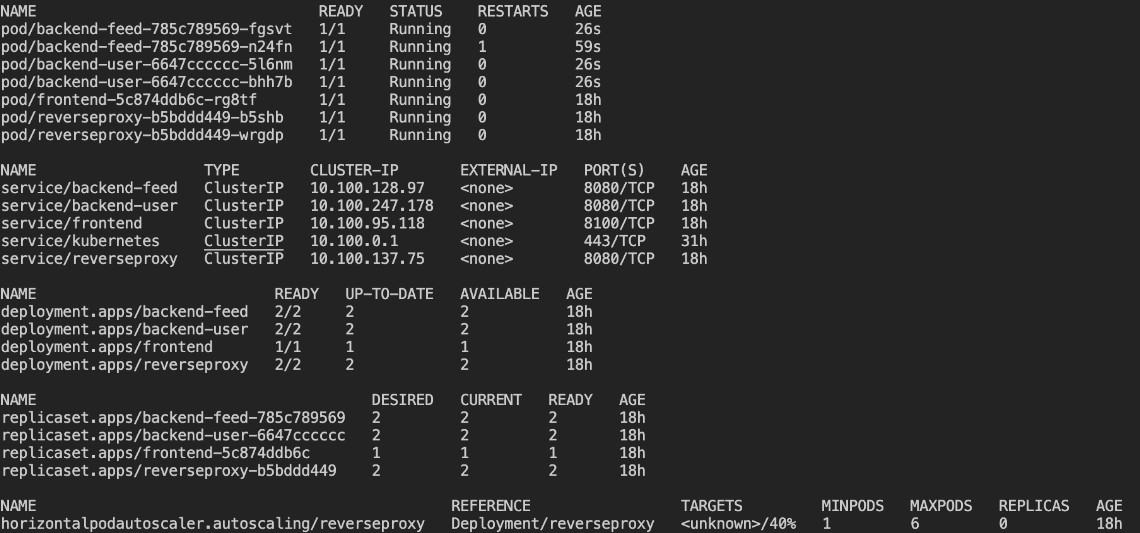 NAME READY STATUS RESTARTS AGE
pod/backend-feed-785c789569-fgsvt 1/1 Running 0 26s
pod/backend-feed-785c789569-n24fn 1/1 Running 1 59s
pod/backend-user-6647cccccc-5l6nm 1/1 Running 0 26s
pod/backend-user-6647cccccc-bhh7b 1/1 Running 0 26s
pod/frontend-5c874ddb6c-rg8tf 1/1 Running 0 18h
pod/reverseproxy-b5bddd449-b5shb 1/1 Running 0 18h
pod/reverseproxy-b5bddd449-wrgdp 1/1 Running 0 18h
NAME TYPE CLUSTER-IP EXTERNAL-IP PORT(S) AGE
service/backend-feed ClusterIP 10.100.128.97 <none> 8080/TCP 18h
service/backend-user ClusterIP 10.100.247.178 <none> 8080/TCP 18h
service/frontend ClusterIP 10.100.95.118 <none> 8100/TCP 18h
service/kubernetes ClusterIP 10.100.0.1 <none> 443/TCP 31h
service/reverseproxy ClusterIP 10.100.137.75 <none> 8080/TCP 18h
NAME READY UP-TO-DATE AVAILABLE AGE
deployment.apps/backend-feed 2/2 2 2 18h
deployment.apps/backend-user 2/2 2 2 18h
deployment.apps/frontend 1/1 1 1 18h
deployment.apps/reverseproxy 2/2 2 2 18h
NAME DESIRED CURRENT READY AGE
replicaset.apps/backend-feed-785c789569 2 2 2 18h
replicaset.apps/backend-user-6647cccccc 2 2 2 18h
replicaset.apps/frontend-5c874ddb6c 1 1 1 18h
replicaset.apps/reverseproxy-b5bddd449 2 2 2 18h
NAME REFERENCE TARGETS MINPODS MAXPODS REPLICAS AGE
horizontalpodautoscaler.autoscaling/reverseproxy Deployment/reverseproxy <unknown>/40% 1 6 0 18h